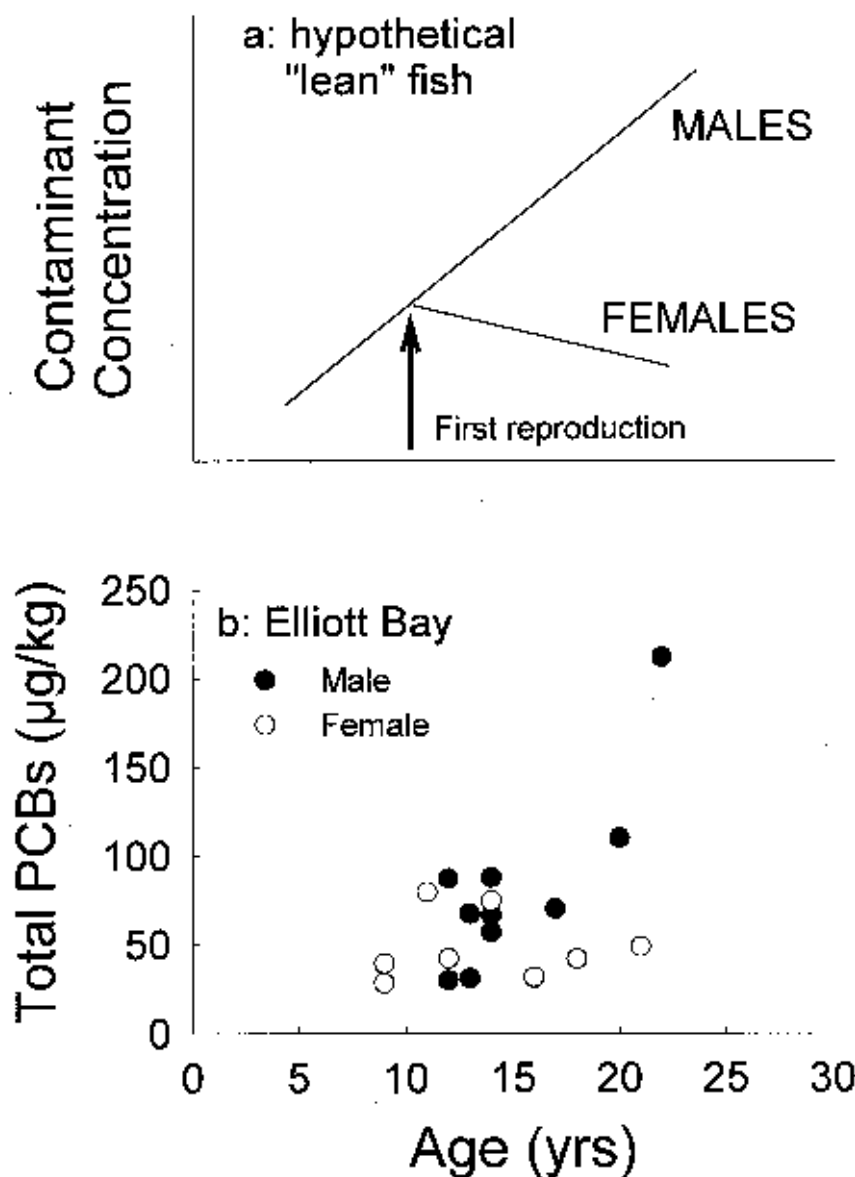 a: hypothetical
"lean" fish
MALES
FEMALES
First reproduction
Contaminant
Concentration
250
200
150
100
50
0
b: Elliott Bay
Male
Female
Total PCBs (µg/kg)
0 5 10 15 20 25 30
Age (yrs)